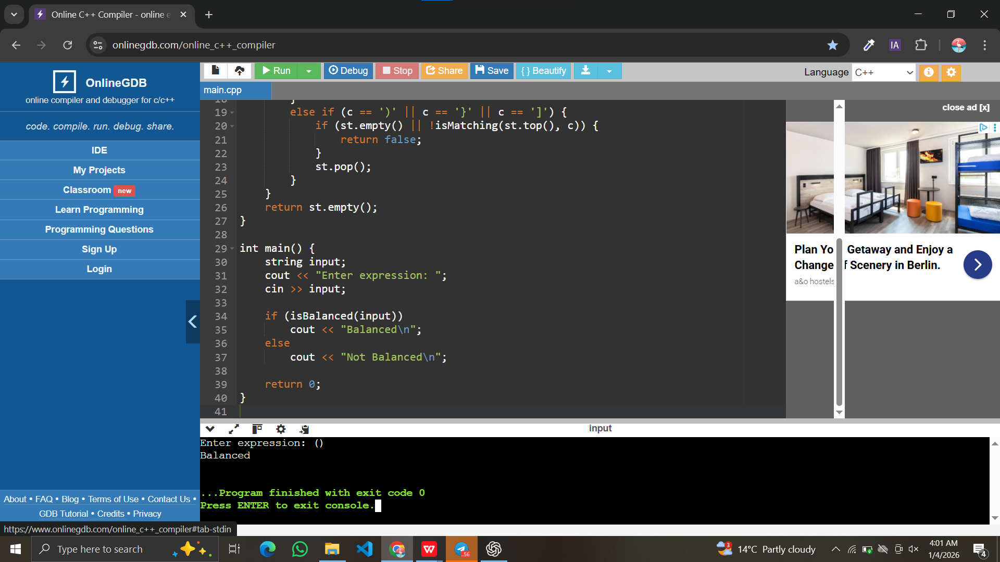 Online C++ Compiler - online e
onlinegdb.com/online_c++_compiler
IA
OnlineGDB
online compiler and debugger for c/c++
code. compile. run. debug. share.
IDE
My Projects
Classroom new
Learn Programming
Programming Questions
Sign Up
Login
About • FAQ • Blog • Terms of Use • Contact Us •
GDB Tutorial • Credits • Privacy
https://www.onlinegdb.com/online_c++_compiler#tab-stdin
Run
Debug
Stop
Share
Save
{ } Beautify
Language C++
main.cpp
18 }
19 else if (c == ')' || c == '}' || c == ']') {
20 if (st.empty() || !isMatching(st.top(), c)) {
21 return false;
22 }
23 st.pop();
24 }
25 }
26 return st.empty();
27 }
28
29 int main() {
30 string input;
31 cout << "Enter expression: ";
32 cin >> input;
33
34 if (isBalanced(input))
35 cout << "Balanced\n";
36 else
37 cout << "Not Balanced\n";
38
39 return 0;
40 }
41
close ad [x]
Plan Yo Getaway and Enjoy a
Change f Scenery in Berlin.
a&o hostels
input
Enter expression: ()
Balanced
...Program finished with exit code 0
Press ENTER to exit console.
Type here to search
W
..56
3
14°C Partly cloudy
4:01 AM
1/4/2026
4